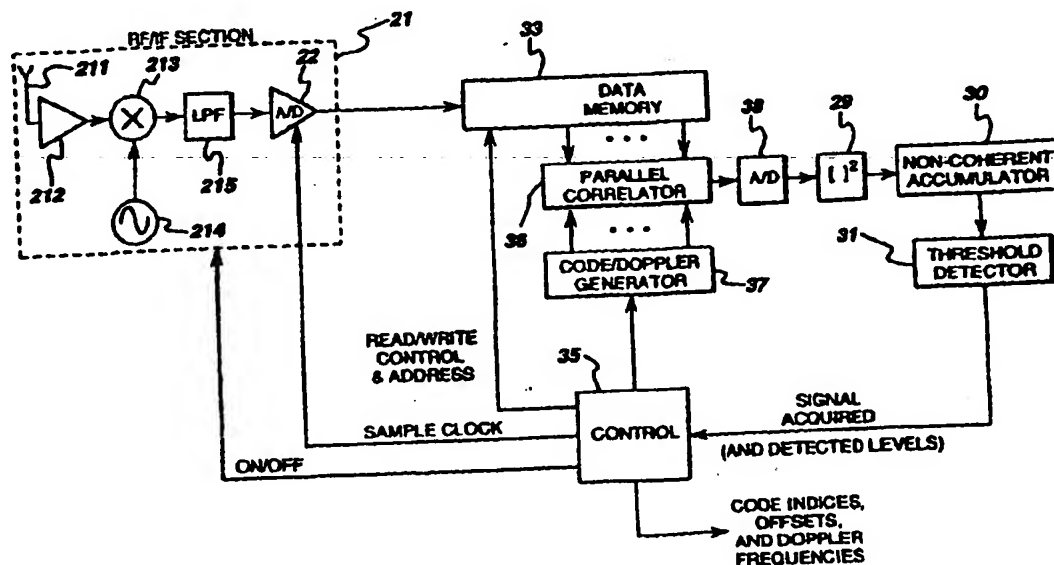 RF/IF SECTION
21
211
213
22
LPF
A/D
212
215
214
33
DATA
MEMORY
• • •
36
PARALLEL
CORRELATOR
38
A/D
29
[ ]²
30
NON-COHERENT
ACCUMULATOR
• • •
CODE/DOPPLER
GENERATOR
37
31
THRESHOLD
DETECTOR
READ/WRITE
CONTROL
& ADDRESS
35
CONTROL
SAMPLE CLOCK
ON/OFF
SIGNAL
ACQUIRED
(AND DETECTED LEVELS)
CODE INDICES,
OFFSETS,
AND DOPPLER
FREQUENCIES